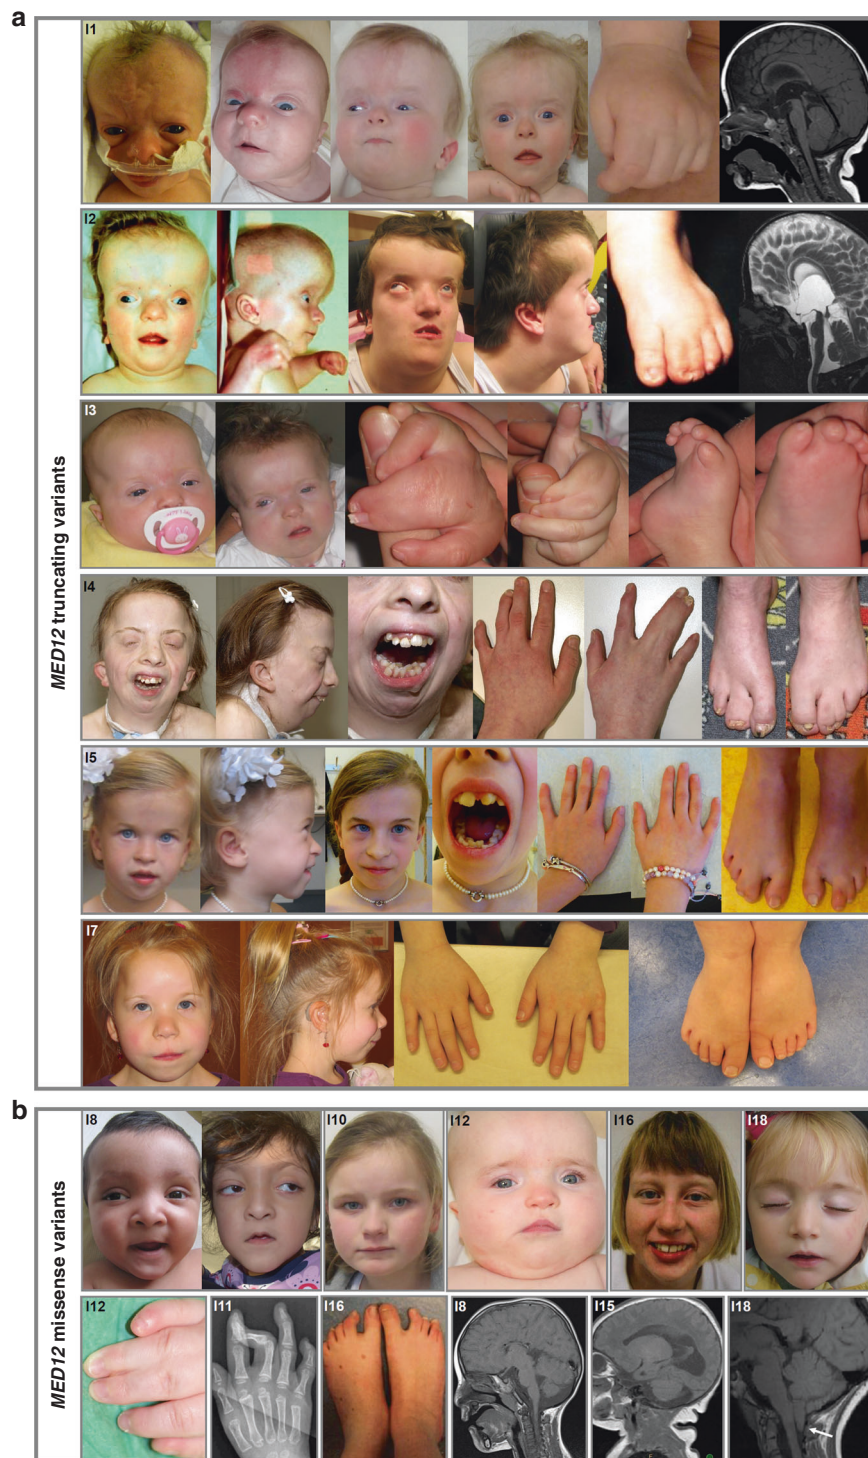 a
I1
I2
I3
I4
I5
I7
MED12 truncating variants
b
I8
I10
I12
I16
I18
I12
I11
I16
I8
I15
I18
MED12 missense variants